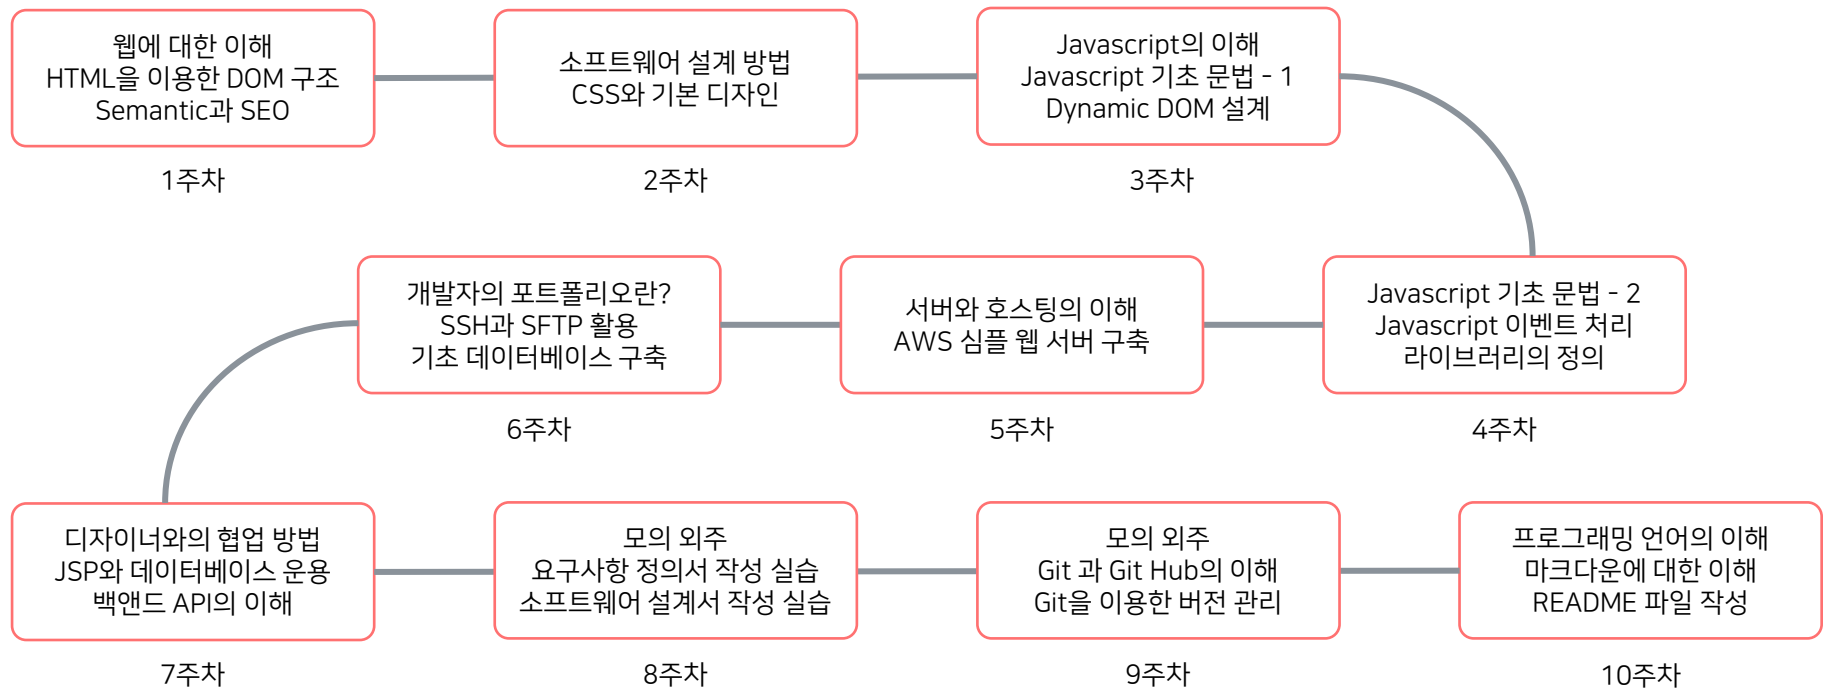 웹에 대한 이해
HTML을 이용한 DOM 구조
Semantic과 SEO
1주차
소프트웨어 설계 방법
CSS와 기본 디자인
2주차
Javascript의 이해
Javascript 기초 문법 - 1
Dynamic DOM 설계
3주차
Javascript 기초 문법 - 2
Javascript 이벤트 처리
라이브러리의 정의
4주차
서버와 호스팅의 이해
AWS 심플 웹 서버 구축
5주차
개발자의 포트폴리오란?
SSH과 SFTP 활용
기초 데이터베이스 구축
6주차
디자이너와의 협업 방법
JSP와 데이터베이스 운용
백앤드 API의 이해
7주차
모의 외주
요구사항 정의서 작성 실습
소프트웨어 설계서 작성 실습
8주차
모의 외주
Git 과 Git Hub의 이해
Git을 이용한 버전 관리
9주차
프로그래밍 언어의 이해
마크다운에 대한 이해
README 파일 작성
10주차